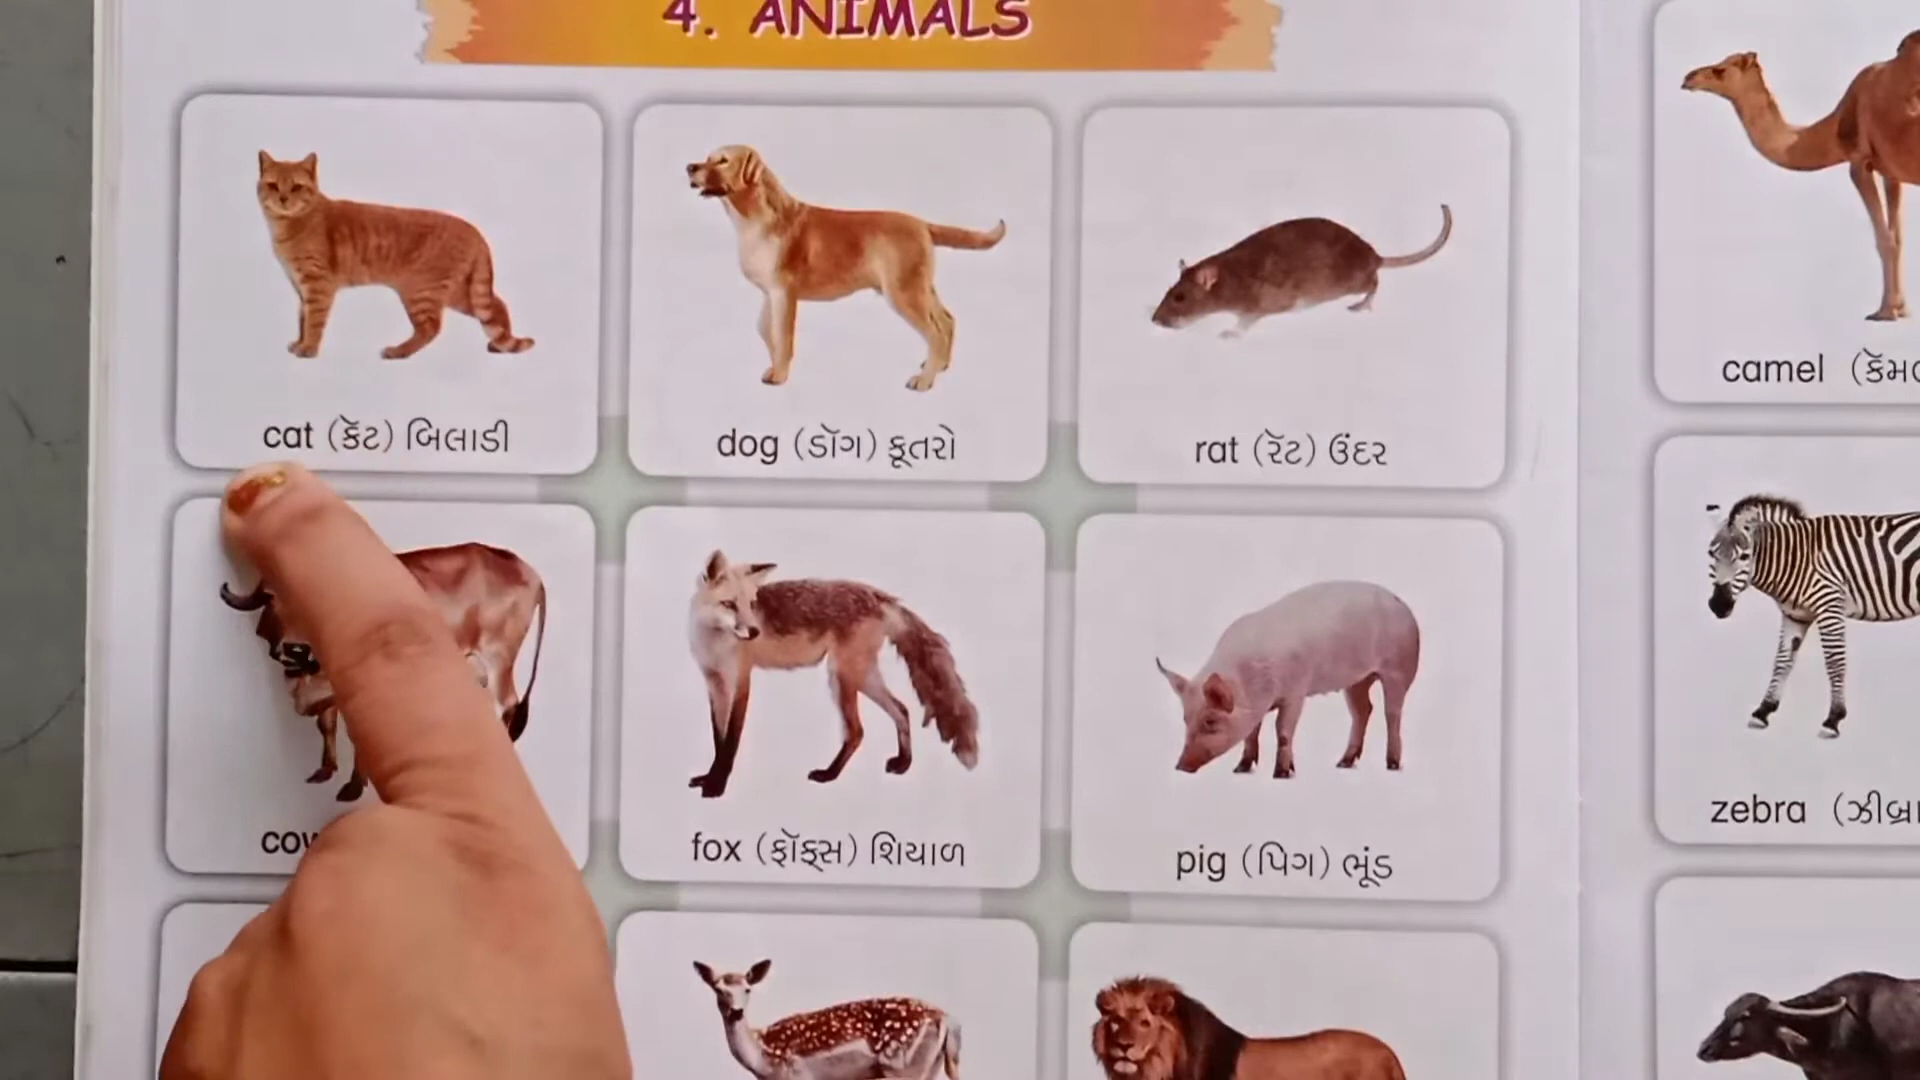 4. ANIMALS
cat (કૅટ) બિલાડી
dog (ડૉગ) કૂતરો
rat (રૅટ) ઉંદર
camel
fox (ફૉક્સ) શિયાળ
pig (પિગ) ભૂંડ
zebra